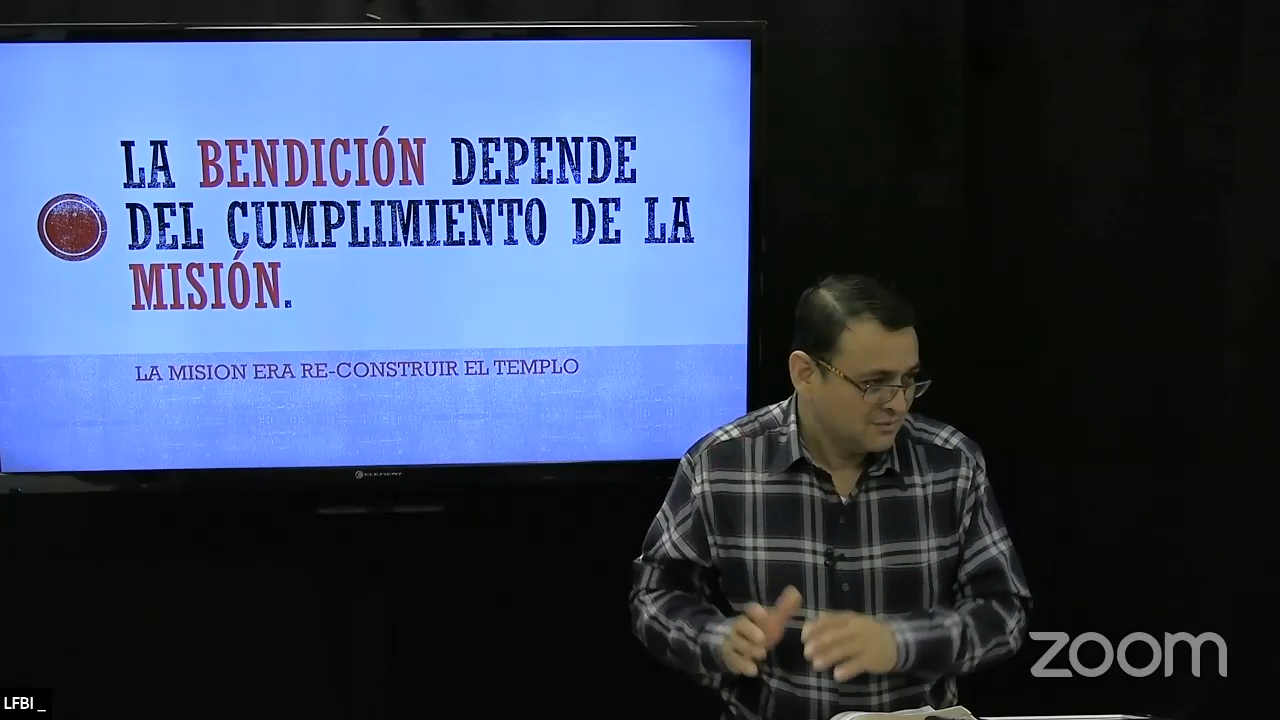 LA BENDICIÓN DEPENDE
DEL CUMPLIMIENTO DE LA
MISIÓN.
LA MISION ERA RE-CONSTRUIR EL TEMPLO
ELEMENT
zoom
LFBI _